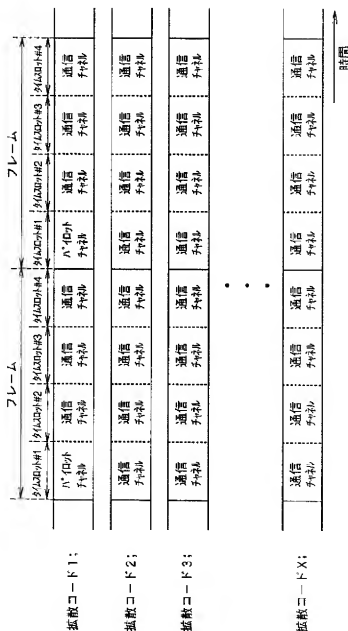 フレーム フレーム
タイムスロット#1 タイムスロット#2 タイムスロット#3 タイムスロット#4 タイムスロット#1 タイムスロット#2 タイムスロット#3 タイムスロット#4
拡散コード1;
パイロット 通信 通信 通信 パイロット 通信 通信 通信
チャネル チャネル チャネル チャネル チャネル チャネル チャネル チャネル
拡散コード2;
通信 通信 通信 通信 通信 通信 通信 通信
チャネル チャネル チャネル チャネル チャネル チャネル チャネル チャネル
拡散コード3;
通信 通信 通信 通信 通信 通信 通信 通信
チャネル チャネル チャネル チャネル チャネル チャネル チャネル チャネル
・・・
拡散コードX;
通信 通信 通信 通信 通信 通信 通信 通信
チャネル チャネル チャネル チャネル チャネル チャネル チャネル チャネル
時間